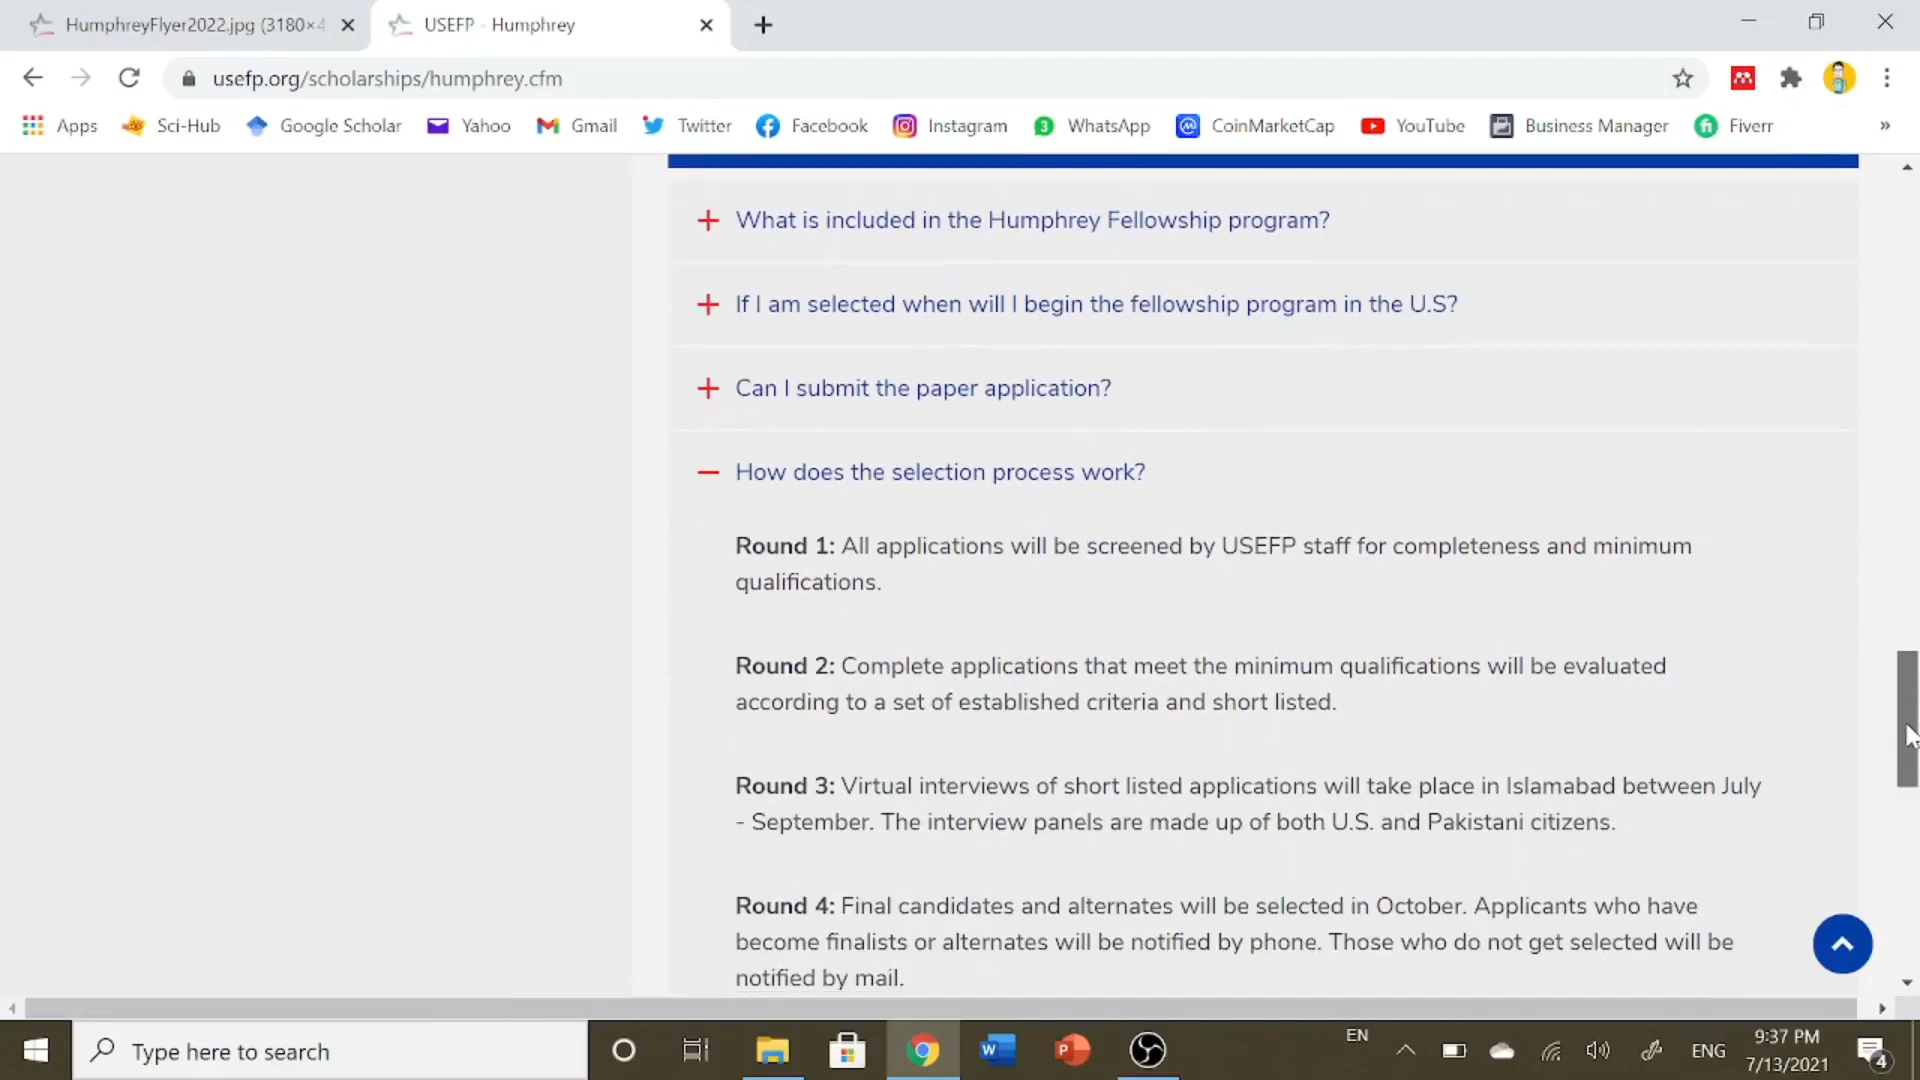 HumphreyFlyer2022.jpg (3180×4
USEFP - Humphrey
usefp.org/scholarships/humphrey.cfm
Apps Sci-Hub Google Scholar Yahoo Gmail Twitter Facebook Instagram 3 WhatsApp CoinMarketCap YouTube Business Manager fi Fiverr »
What is included in the Humphrey Fellowship program?
If I am selected when will I begin the fellowship program in the U.S?
Can I submit the paper application?
How does the selection process work?
Round 1: All applications will be screened by USEFP staff for completeness and minimum
qualifications.
Round 2: Complete applications that meet the minimum qualifications will be evaluated
according to a set of established criteria and short listed.
Round 3: Virtual interviews of short listed applications will take place in Islamabad between July
- September. The interview panels are made up of both U.S. and Pakistani citizens.
Round 4: Final candidates and alternates will be selected in October. Applicants who have
become finalists or alternates will be notified by phone. Those who do not get selected will be
notified by mail.
Type here to search
EN
ENG
9:37 PM
7/13/2021
4